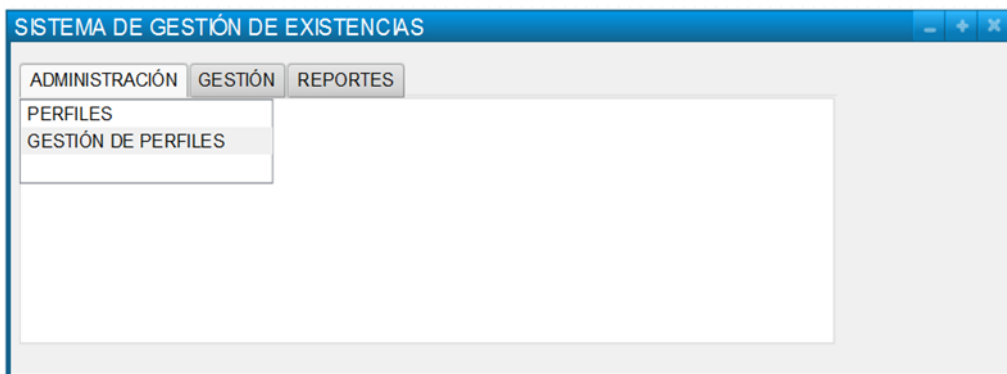 SISTEMA DE GESTIÓN DE EXISTENCIAS
ADMINISTRACIÓN GESTIÓN REPORTES
PERFILES
GESTIÓN DE PERFILES